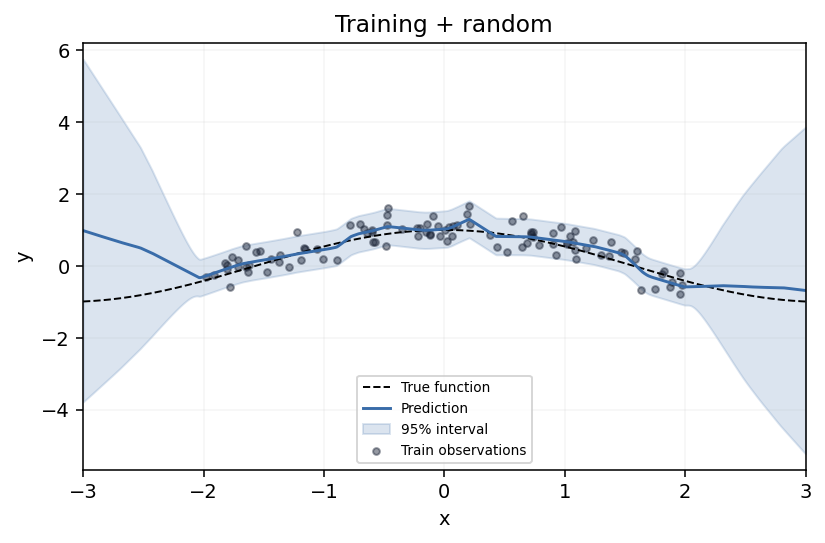 Training + random
6
4
2
0
−2
−4
y
True function
Prediction
95% interval
Train observations
−3 −2 −1 0 1 2 3
x